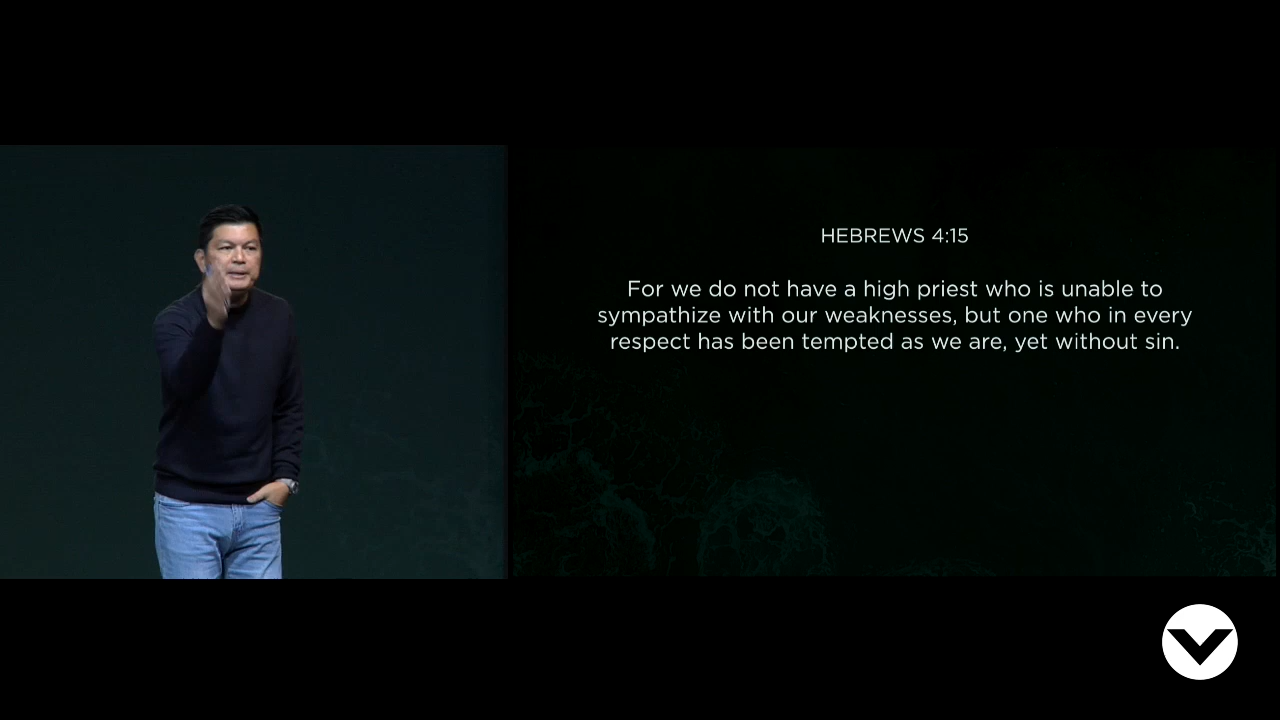 HEBREWS 4:15
For we do not have a high priest who is unable to
sympathize with our weaknesses, but one who in every
respect has been tempted as we are, yet without sin.